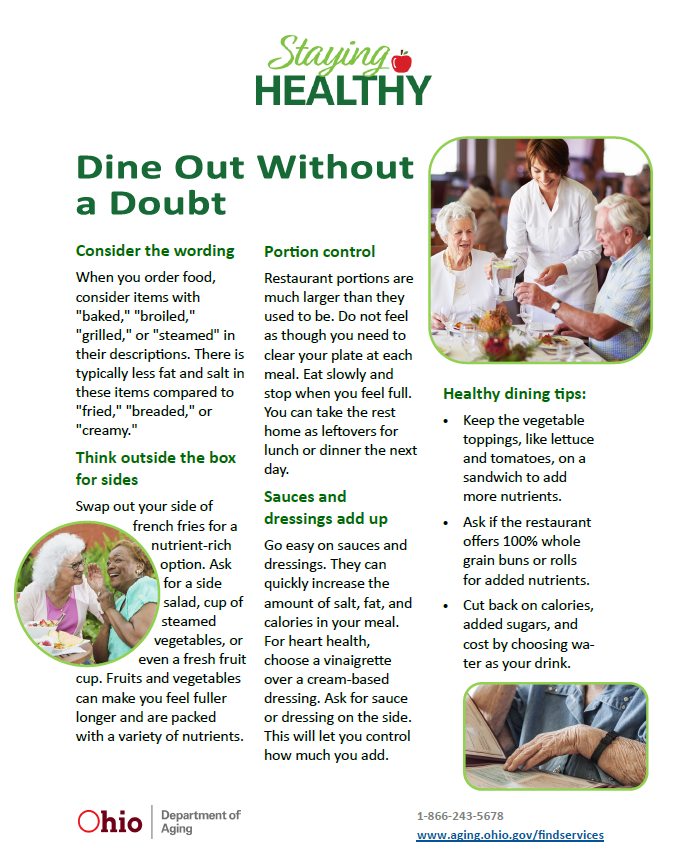 Staying
HEALTHY
Dine Out Without
a Doubt
Consider the wording
When you order food,
consider items with
"baked," "broiled,"
"grilled," or "steamed" in
their descriptions. There is
typically less fat and salt in
these items compared to
"fried," "breaded," or
"creamy."
Think outside the box
for sides
Swap out your side of
french fries for a
nutrient-rich
option. Ask
for a side
salad, cup of
steamed
vegetables, or
even a fresh fruit
cup. Fruits and vegetables
can make you feel fuller
longer and are packed
with a variety of nutrients.
Portion control
Restaurant portions are
much larger than they
used to be. Do not feel
as though you need to
clear your plate at each
meal. Eat slowly and
stop when you feel full.
You can take the rest
home as leftovers for
lunch or dinner the next
day.
Sauces and
dressings add up
Go easy on sauces and
dressings. They can
quickly increase the
amount of salt, fat, and
calories in your meal.
For heart health,
choose a vinaigrette
over a cream-based
dressing. Ask for sauce
or dressing on the side.
This will let you control
how much you add.
Healthy dining tips:
• Keep the vegetable
toppings, like lettuce
and tomatoes, on a
sandwich to add
more nutrients.
• Ask if the restaurant
offers 100% whole
grain buns or rolls
for added nutrients.
• Cut back on calories,
added sugars, and
cost by choosing wa-
ter as your drink.
Ohio
Department of
Aging
1-866-243-5678
www.aging.ohio.gov/findservices